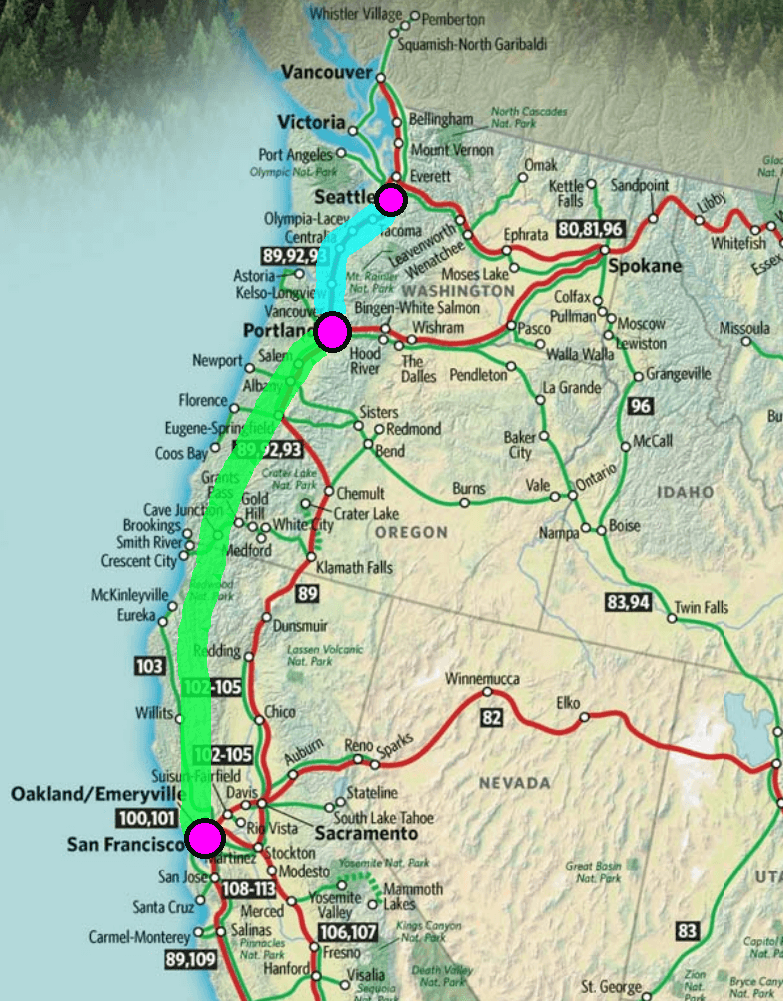 Whistler Village
Pemberton
Squamish-North Garibaldi
Vancouver
North Cascades
Nat. Park
Victoria
Bellingham
Mount Vernon
Port Angeles
Olympic Nat. Park
Everett
Omak
Kettle
Falls
Sandpoint
Libby
Seattle
Olympia-Lacey
Tacoma
Leavenworth
Wenatchee
Ephrata
80,81,96
Whitefish
Essex
Centralia
89,92,93
Moses Lake
Spokane
Astoria
Mt. Rainier
Nat. Park
WASHINGTON
Kelso-Longview
Colfax
Pullman
Vancouver
Bingen-White Salmon
Moscow
Portland
Wishram
Pasco
Lewiston
Missoula
Hood
River
The
Dalles
Walla Walla
Newport
Salem
Pendleton
Grangeville
Albany
La Grande
Florence
Sisters
96
Eugene-Springfield
Redmond
Baker
City
McCall
Coos Bay
89,92,93
Bend
Grants
Pass
Crater Lake
Nat. Park
Burns
Vale
Ontario
IDAHO
Cave Junction
Gold
Hill
Chemult
Crater Lake
Brookings
White City
OREGON
Nampa
Boise
Smith River
Medford
Crescent City
Klamath Falls
Redwood
Nat. Park
McKinleyville
89
83,94
Twin Falls
Eureka
Dunsmuir
Redding
Lassen Volcanic
Nat. Park
103
102-105
Winnemucca
Elko
Willits
Chico
82
102-105
Auburn
Reno
Sparks
Suisun-Fairfield
NEVADA
Oakland/Emeryville
Davis
Stateline
100,101
South Lake Tahoe
Rio Vista
Sacramento
San Francisco
Martinez
Stockton
Yosemite Nat. Park
Great Basin
Nat. Park
San Jose
Modesto
108-113
UTA
Santa Cruz
Merced
Yosemite
Valley
Mammoth
Lakes
Carmel-Monterey
Salinas
106,107
Kings Canyon
Nat. Park
83
Pinnacles
Nat. Park
Fresno
89,109
Capitol
Nat. Pa
Hanford
Visalia
Death Valley
Nat. Park
Sequoia
Nat. Park
St. George
Zion
Nat.
Park
Bryce Canyo
Nat. Park